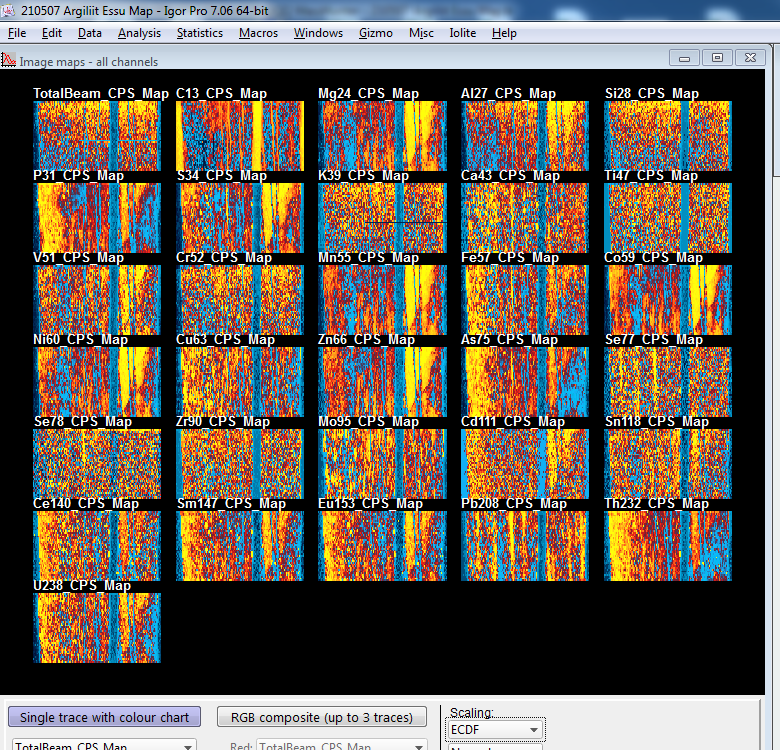 210507 Argiliit Essu Map - Igor Pro 7.06 64-bit
File Edit Data Analysis Statistics Macros Windows Gizmo Misc Iolite Help
Image maps - all channels
TotalBeam_CPS_Map C13_CPS_Map Mg24_CPS_Map Al27_CPS_Map Si28_CPS_Map
P31_CPS_Map S34_CPS_Map K39_CPS_Map Ca43_CPS_Map Ti47_CPS_Map
V51_CPS_Map Cr52_CPS_Map Mn55_CPS_Map Fe57_CPS_Map Co59_CPS_Map
Ni60_CPS_Map Cu63_CPS_Map Zn66_CPS_Map As75_CPS_Map Se77_CPS_Map
Se78_CPS_Map Zr90_CPS_Map Mo95_CPS_Map Cd111_CPS_Map Sn118_CPS_Map
Ce140_CPS_Map Sm147_CPS_Map Eu153_CPS_Map Pb208_CPS_Map Th232_CPS_Map
U238_CPS_Map
Single trace with colour chart RGB composite (up to 3 traces) Scaling:
ECDF
TotalBeam_CPS_Map Red: TotalBeam_CPS_Map